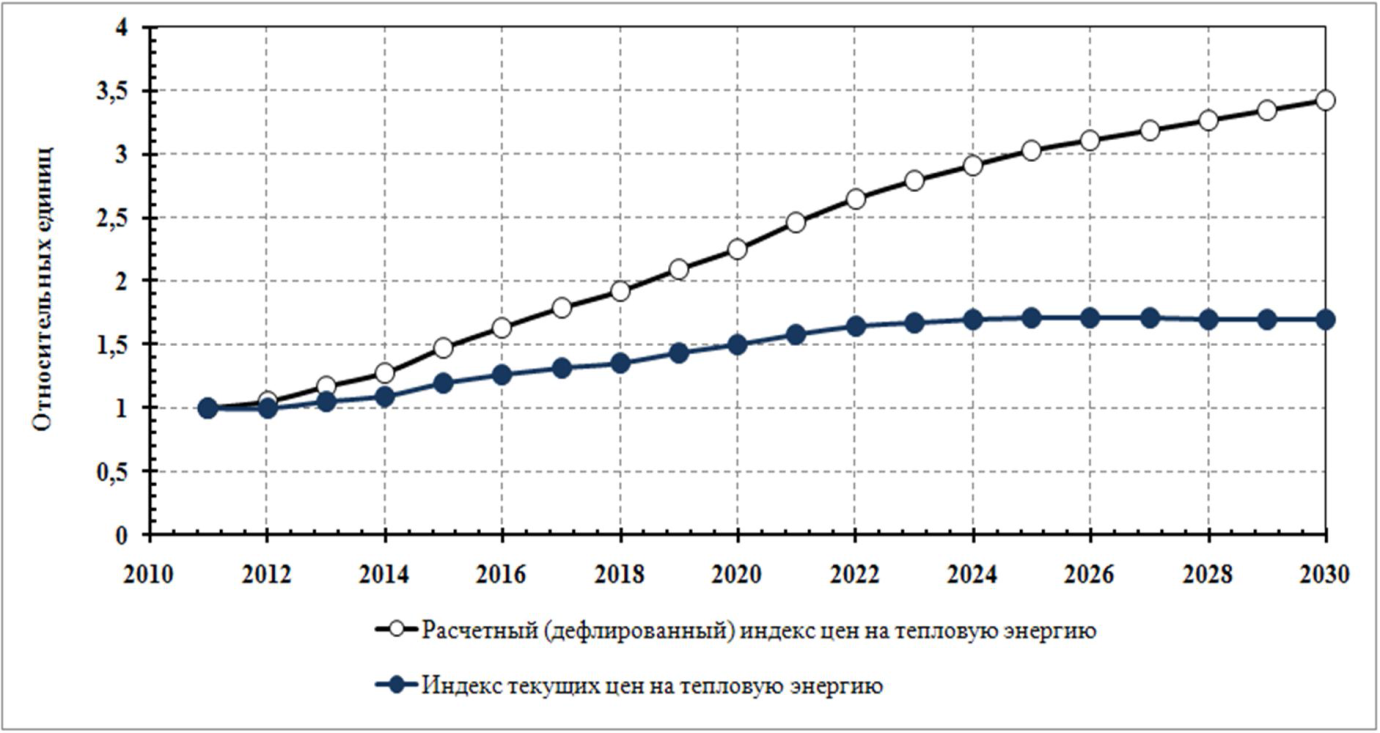 Относительных единиц
4
3,5
3
2,5
2
1,5
1
0,5
0
2010 2012 2014 2016 2018 2020 2022 2024 2026 2028 2030
Расчетный (дефлированный) индекс цен на тепловую энергию
Индекс текущих цен на тепловую энергию